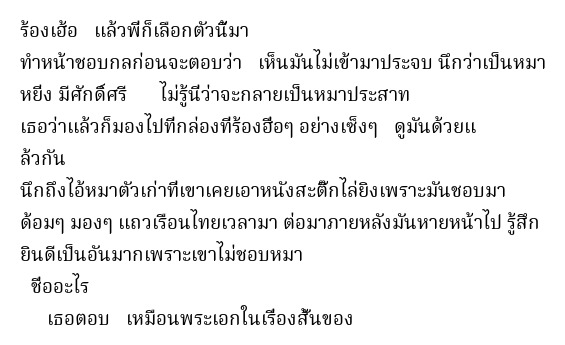 ร้องเฮ้อ แล้วพี่ก็เลือกตัวนี้มา
ทำหน้าชอบกลก่อนจะตอบว่า เห็นมันไม่เข้ามาประจบ นึกว่าเป็นหมา
หยิ่ง มีศักดิ์ศรี ไม่รู้นี่ว่าจะกลายเป็นหมาประสาท
เธอว่าแล้วก็มองไปที่กล่องที่ร้องฮือๆ อย่างเซ็งๆ ดูมันด้วยแ
ล้วกัน
นึกถึงไอ้หมาตัวเก่าที่เขาเคยเอาหนังสะติ๊กไล่ยิงเพราะมันชอบมา
ด้อมๆ มองๆ แถวเรือนไทยเวลามา ต่อมาภายหลังมันหายหน้าไป รู้สึก
ยินดีเป็นอันมากเพราะเขาไม่ชอบหมา
ชื่ออะไร
เธอตอบ เหมือนพระเอกในเรื่องสั้นของ